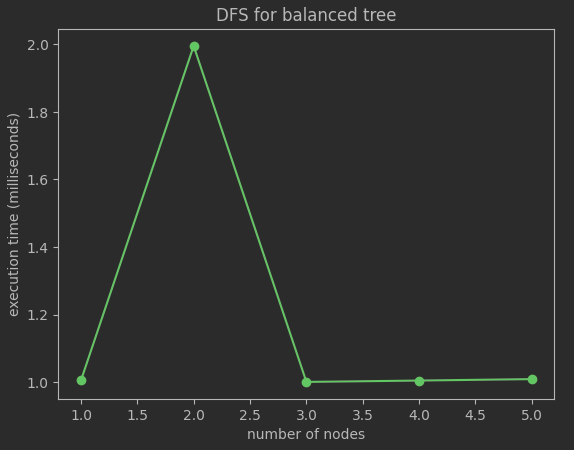 DFS for balanced tree
execution time (milliseconds)
2.0
1.8
1.6
1.4
1.2
1.0
1.0 1.5 2.0 2.5 3.0 3.5 4.0 4.5 5.0
number of nodes